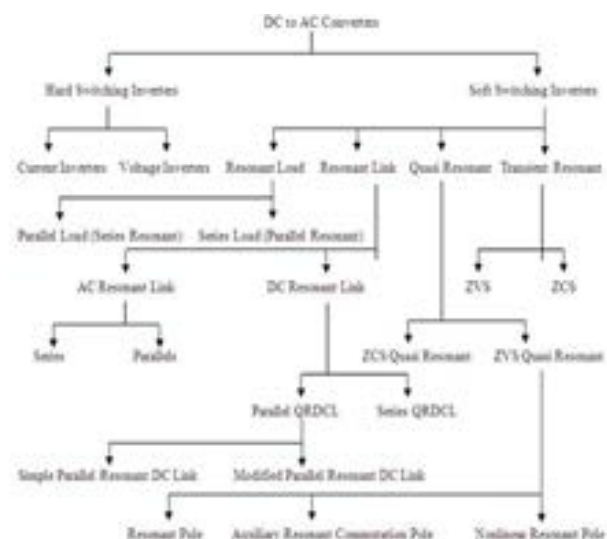 DC to AC Converters
Hard Switching Inverters Soft Switching Inverters
Current Inverters Voltage Inverters Resonant Load Resonant Link Quasi Resonant Transient Resonant
Parallel Load (Series Resonant) Series Load (Parallel Resonant)
AC Resonant Link DC Resonant Link ZVS ZCS
Series Parallels ZCS Quasi Resonant ZVS Quasi Resonant
Parallel QRDCL Series QRDCL
Simple Parallel Resonant DC Link Modified Parallel Resonant DC Link
Resonant Pole Auxiliary Resonant Commutation Pole Nonlinear Resonant Pole